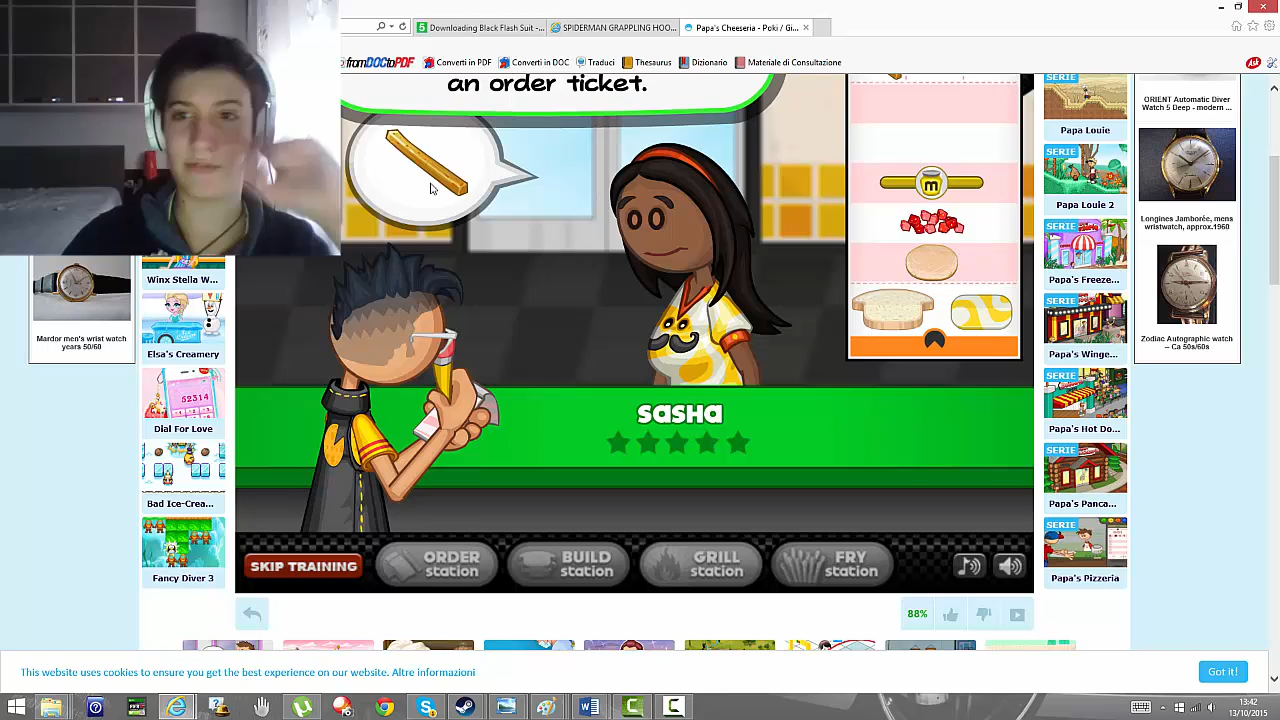 5 Downloading Black Flash Suit -...
SPIDERMAN GRAPPLING HOO...
Papa's Cheeseria - Poki / Gi...
fromDOCtoPDF
Converti in PDF
Converti in DOC
Traduci
Thesaurus
Dizionario
Materiale di Consultazione
Ask
an order ticket.
m
sasha
SKIP TRAINING
ORDER
station
BUILD
station
GRILL
station
FRY
station
88%
Mardor men's wrist watch
years 50/60
Winx Stella W...
Elsa's Creamery
52314
Dial For Love
Bad Ice-Crea...
Fancy Diver 3
SERIE
Papa Louie
SERIE
Papa Louie 2
SERIE
Papa's Freeze...
SERIE
Papa's Winge...
SERIE
Papa's Hot Do...
SERIE
Papa's Panca...
SERIE
Papa's Pizzeria
ORIENT Automatic Diver
Watch 5 Deep - modern ...
Longines Jamborée, mens
wristwatch, approx.1960
Zodiac Autographic watch
– Ca 50s/60s
This website uses cookies to ensure you get the best experience on our website. Altre informazioni
Got it!
13:42
13/10/2015